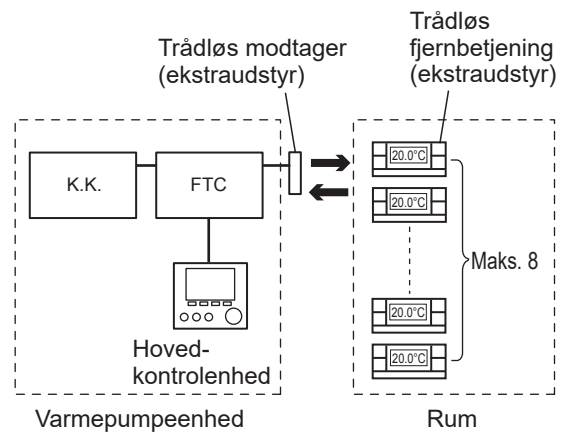 Trådløs modtager
(ekstraudstyr)
Trådløs
fjernbetjening
(ekstraudstyr)
K.K.
FTC
20.0°C
20.0°C
Maks. 8
20.0°C
20.0°C
Hoved-
kontrolenhed
Varmepumpeenhed
Rum